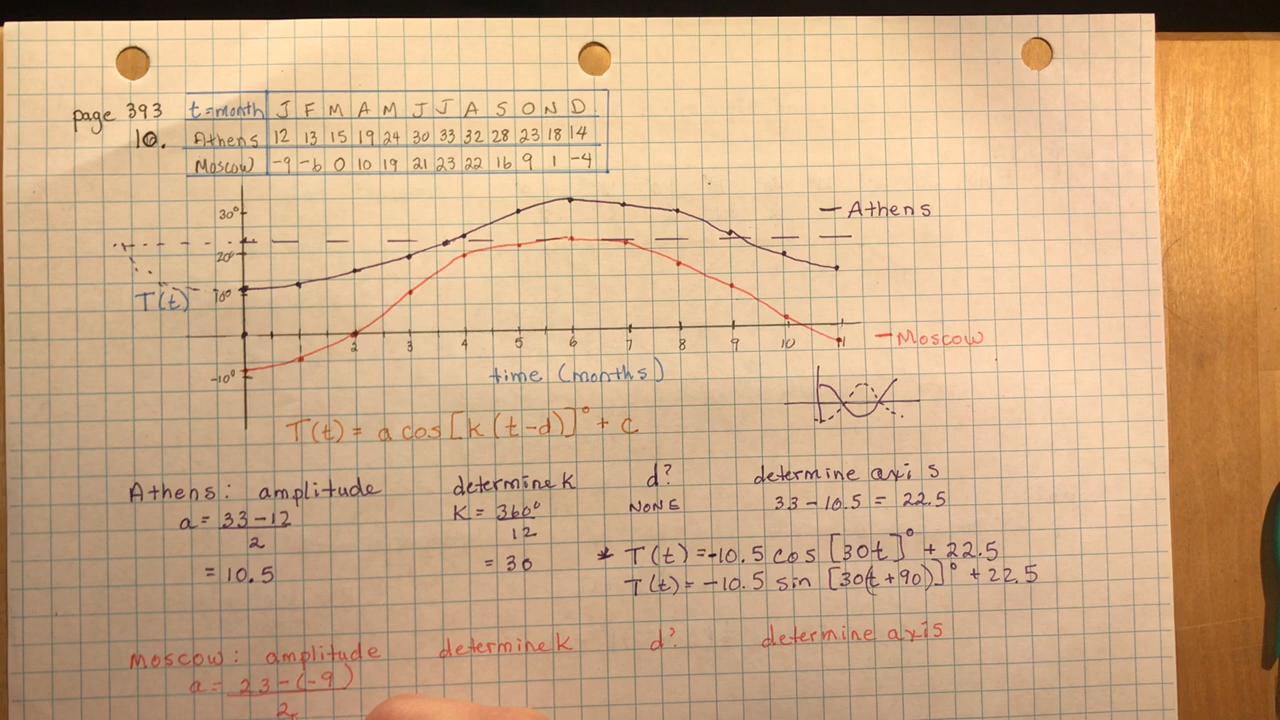 page 393
10.
t=month J F M A M J J A S O N D
Athens 12 13 15 19 24 30 33 32 28 23 18 14
Moscow -9 -6 0 10 19 21 23 22 16 9 1 -4
30°
20°
10°
-10°
T(t)
2 3 4 5 6 7 8 9 10 11
time (months)
— Athens
— Moscow
T(t) = a cos[k(t-d)]° + c
Athens: amplitude
a = 33-12
2
= 10.5
determine k
K = 360°
12
= 30
d?
NONE
determine axis
33 - 10.5 = 22.5
* T(t) = -10.5 cos [30t]° + 22.5
T(t) = -10.5 sin [30(t+90)]° + 22.5
Moscow: amplitude
a = 23-(-9)
2
determine k
d?
determine axis